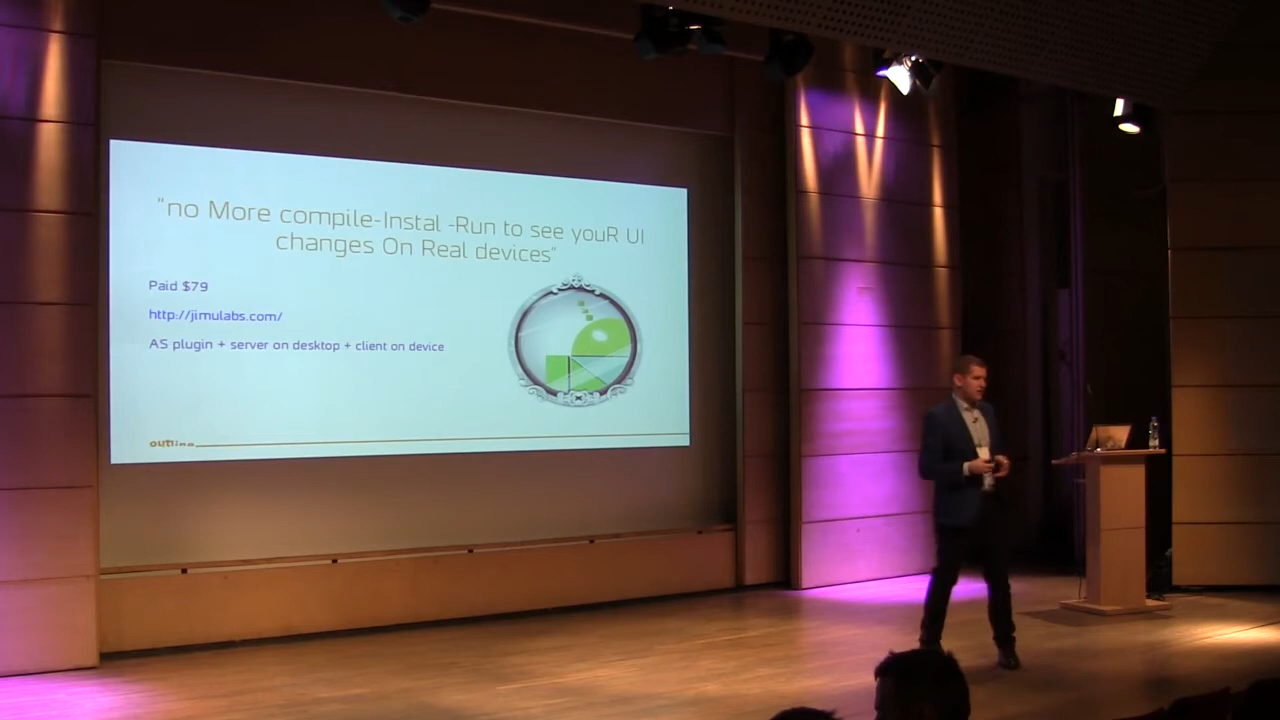 "no More compile-Instal -Run to see youR UI
changes On Real devices"
Paid $79
http://jimulabs.com/
AS plugin + server on desktop + client on device